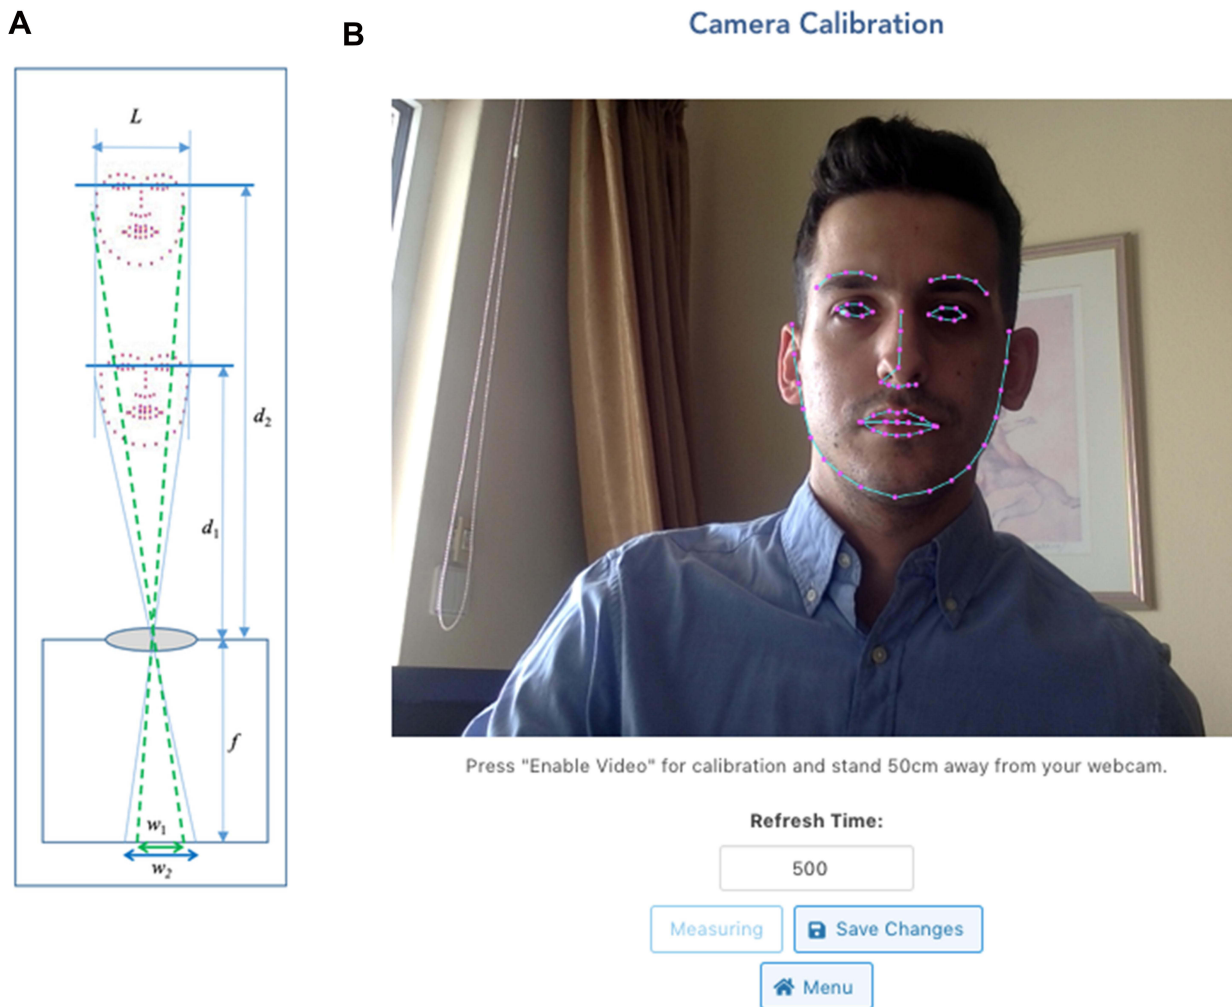 A
L
d₂
d₁
f
w₁
w₂
B
Camera Calibration
Press "Enable Video" for calibration and stand 50cm away from your webcam.
Refresh Time:
500
Measuring
Save Changes
Menu